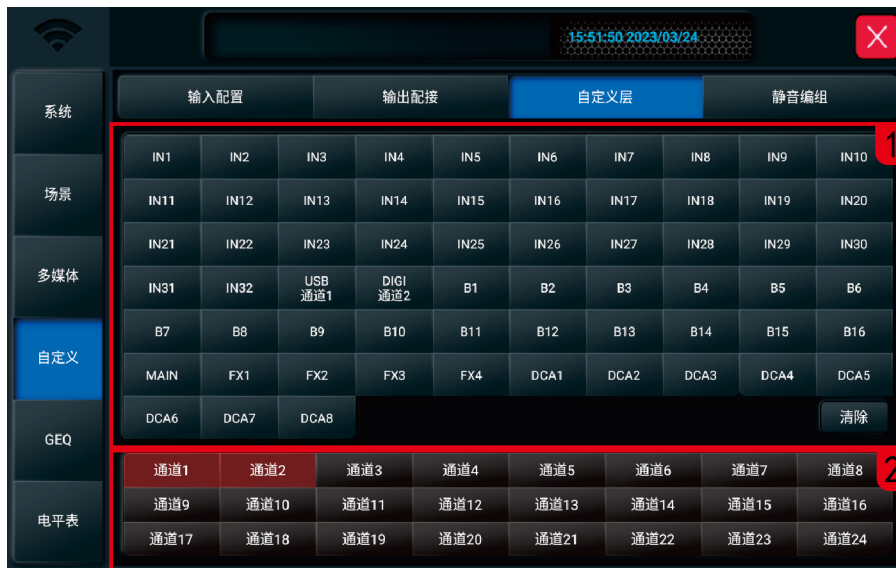 15:51:50 2023/03/24
系统
场景
多媒体
自定义
GEQ
电平表
输入配置 输出配接 自定义层 静音编组
1
IN1 IN2 IN3 IN4 IN5 IN6 IN7 IN8 IN9 IN10
IN11 IN12 IN13 IN14 IN15 IN16 IN17 IN18 IN19 IN20
IN21 IN22 IN23 IN24 IN25 IN26 IN27 IN28 IN29 IN30
IN31 IN32 USB通道1 DIGI通道2 B1 B2 B3 B4 B5 B6
B7 B8 B9 B10 B11 B12 B13 B14 B15 B16
MAIN FX1 FX2 FX3 FX4 DCA1 DCA2 DCA3 DCA4 DCA5
DCA6 DCA7 DCA8 清除
2
通道1 通道2 通道3 通道4 通道5 通道6 通道7 通道8
通道9 通道10 通道11 通道12 通道13 通道14 通道15 通道16
通道17 通道18 通道19 通道20 通道21 通道22 通道23 通道24